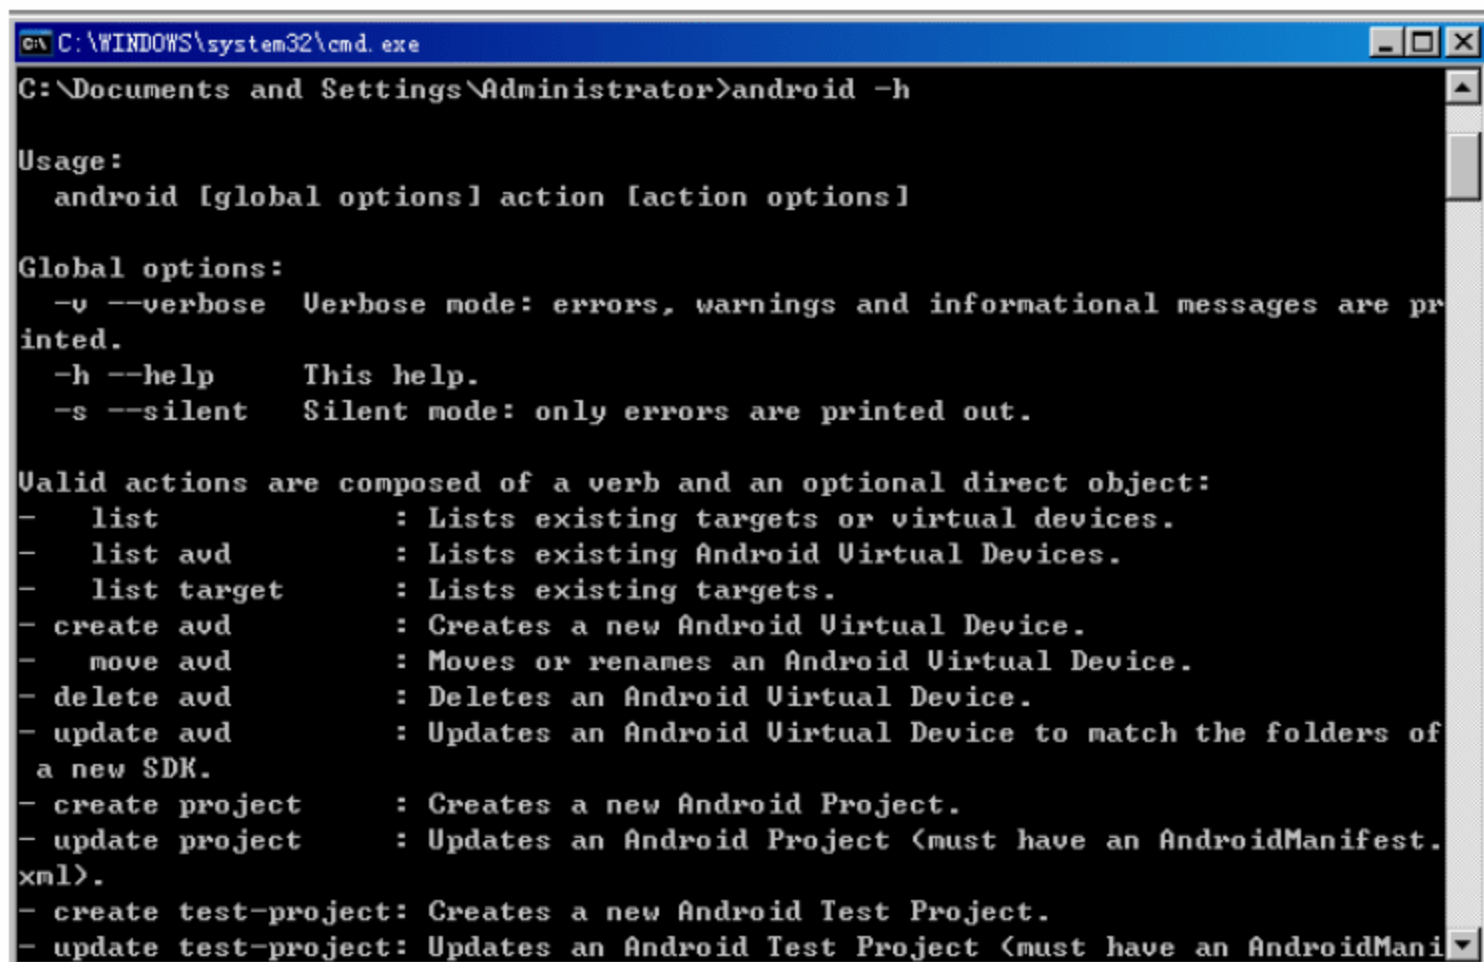 C:\WINDOWS\system32\cmd.exe
C:\Documents and Settings\Administrator>android -h
Usage:
  android [global options] action [action options]
Global options:
  -v --verbose  Verbose mode: errors, warnings and informational messages are pr
inted.
  -h --help     This help.
  -s --silent   Silent mode: only errors are printed out.
Valid actions are composed of a verb and an optional direct object:
-   list             : Lists existing targets or virtual devices.
-   list avd         : Lists existing Android Virtual Devices.
-   list target      : Lists existing targets.
- create avd         : Creates a new Android Virtual Device.
-   move avd         : Moves or renames an Android Virtual Device.
- delete avd         : Deletes an Android Virtual Device.
- update avd         : Updates an Android Virtual Device to match the folders of
 a new SDK.
- create project     : Creates a new Android Project.
- update project     : Updates an Android Project (must have an AndroidManifest.
xml).
- create test-project: Creates a new Android Test Project.
- update test-project: Updates an Android Test Project (must have an AndroidMani